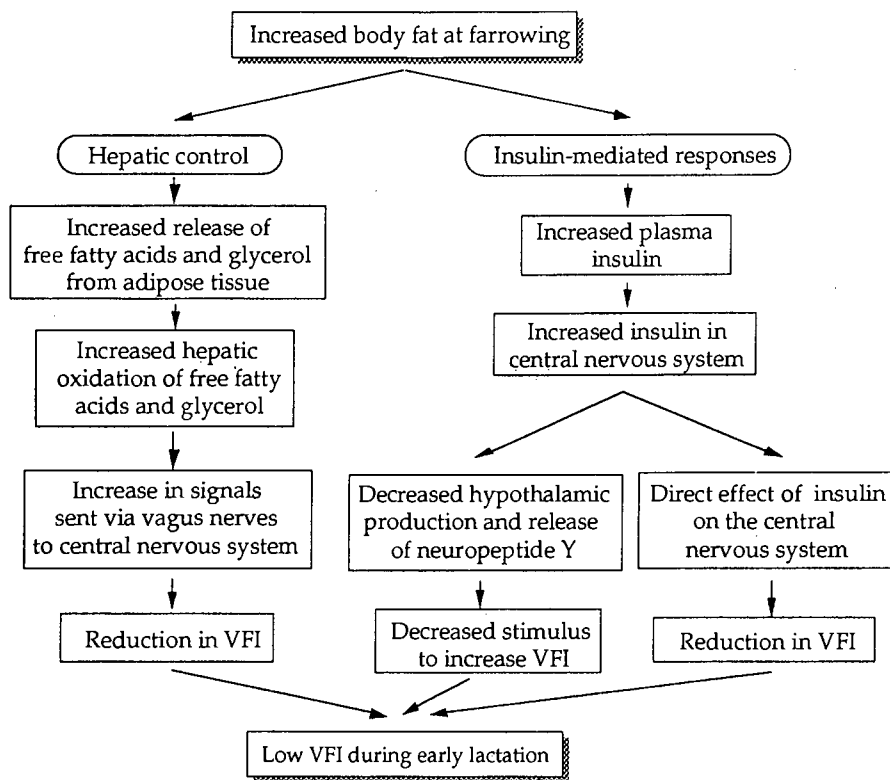 Increased body fat at farrowing
Hepatic control
Insulin-mediated responses
Increased release of
free fatty acids and glycerol
from adipose tissue
Increased plasma
insulin
Increased hepatic
oxidation of free fatty
acids and glycerol
Increased insulin in
central nervous system
Increase in signals
sent via vagus nerves
to central nervous system
Decreased hypothalamic
production and release
of neuropeptide Y
Direct effect of insulin
on the central
nervous system
Reduction in VFI
Decreased stimulus
to increase VFI
Reduction in VFI
Low VFI during early lactation